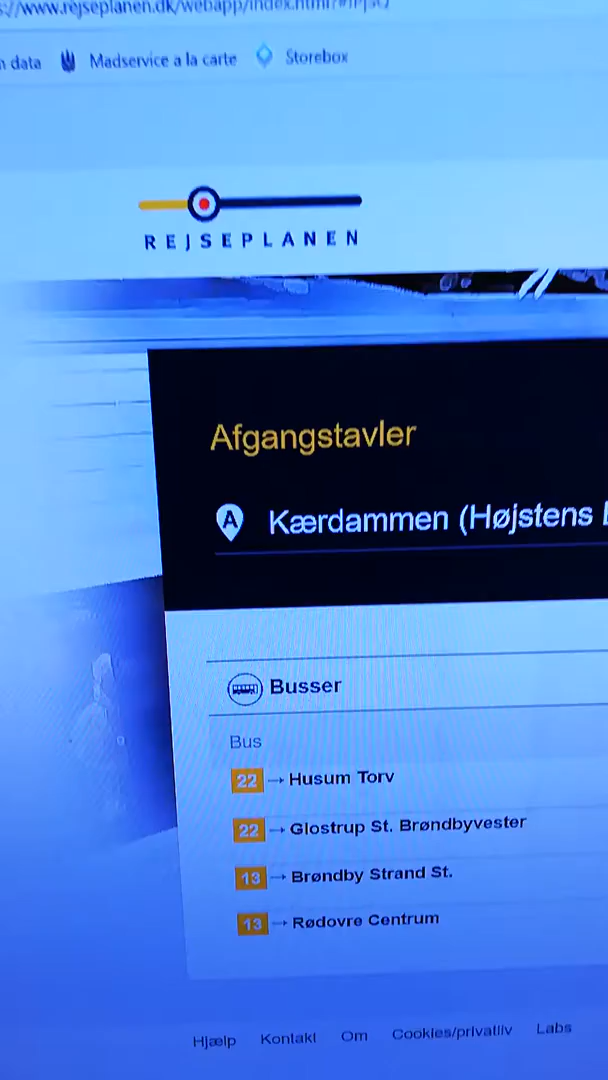 ://www.rejseplanen.dk/webapp/index.html
data
Madservice a la carte
Storebox
REJSEPLANEN
Afgangstavler
A Kærdammen (Højstens
Busser
Bus
22 → Husum Torv
22 → Glostrup St. Brøndbyvester
13 → Brøndby Strand St.
13 → Rødovre Centrum
Hjælp Kontakt Om Cookies/privatliv Labs